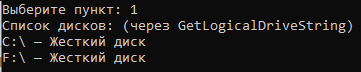 Выберите пункт: 1
Список дисков: (через GetLogicalDriveString)
C:\ — Жесткий диск
F:\ — Жесткий диск